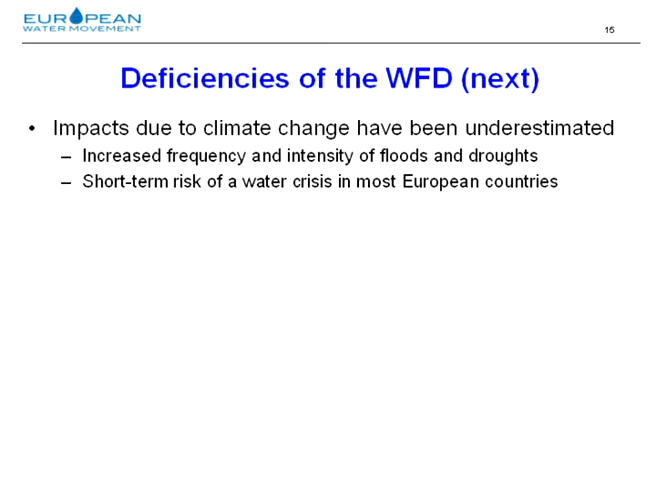 EUROPEAN
WATER MOVEMENT
15
Deficiencies of the WFD (next)
• Impacts due to climate change have been underestimated
– Increased frequency and intensity of floods and droughts
– Short-term risk of a water crisis in most European countries